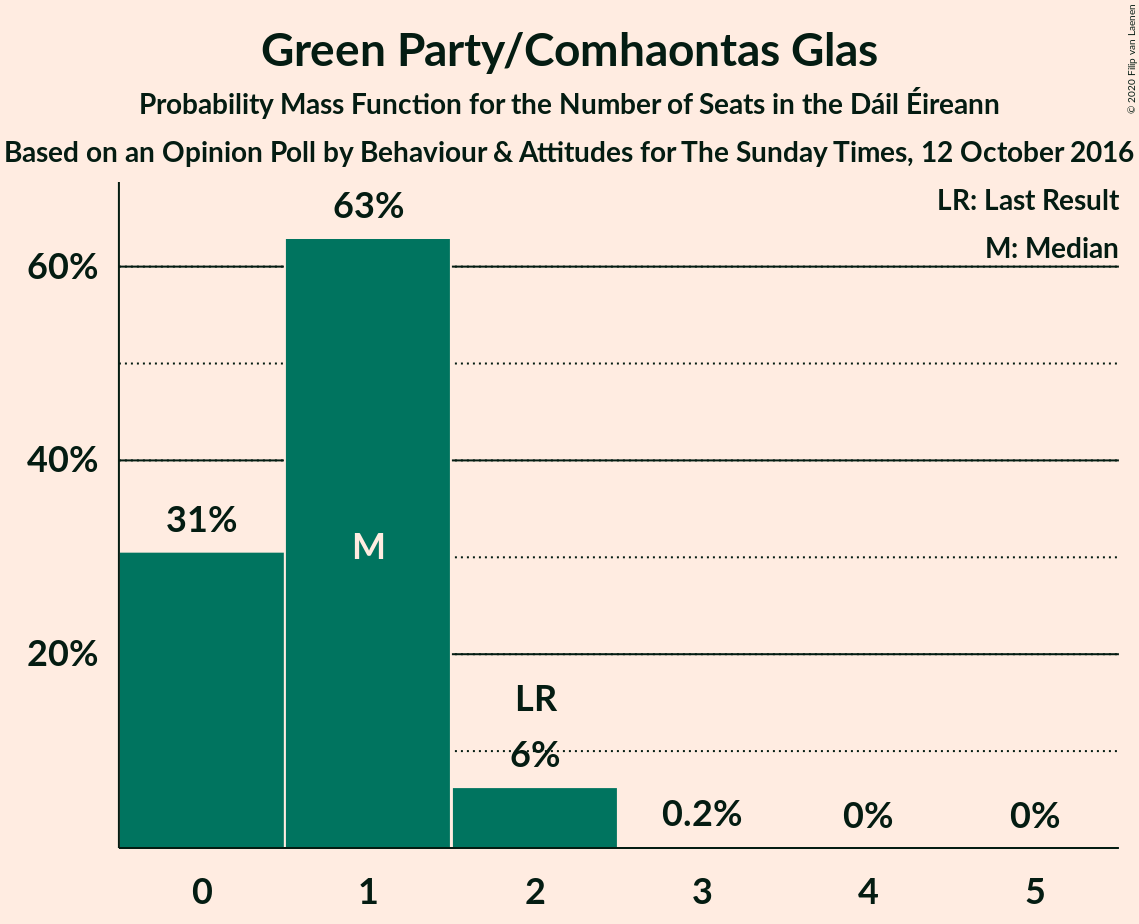 Green Party/Comhaontas Glas
Probability Mass Function for the Number of Seats in the Dáil Éireann
Based on an Opinion Poll by Behaviour & Attitudes for The Sunday Times, 12 October 2016
© 2020 Filip van Laenen
LR: Last Result
M: Median
63%
60%
40%
31%
M
20%
LR
6%
0.2%
0%
0%
0 1 2 3 4 5